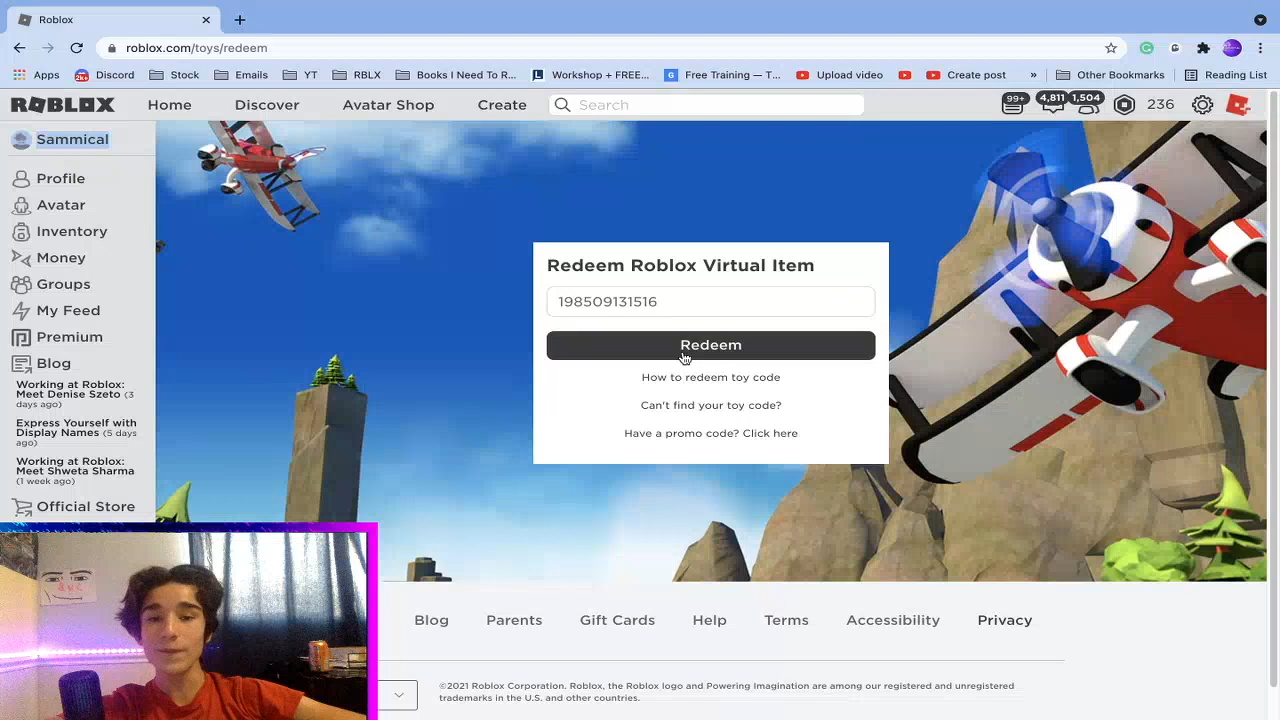 Roblox
roblox.com/toys/redeem
Apps
Discord
Stock
Emails
YT
RBLX
Books I Need To R...
Workshop + FREE...
Free Training — T...
Upload video
Create post
»
Other Bookmarks
Reading List
ROBLOX
Home
Discover
Avatar Shop
Create
Search
99+
4,811
1,504
236
Sammical
Profile
Avatar
Inventory
Money
Groups
My Feed
Premium
Blog
Working at Roblox:
Meet Denise Szeto (3
days ago)
Express Yourself with
Display Names (5 days
ago)
Working at Roblox:
Meet Shweta Sharma
(1 week ago)
Official Store
Redeem Roblox Virtual Item
198509131516
Redeem
How to redeem toy code
Can't find your toy code?
Have a promo code? Click here
Blog
Parents
Gift Cards
Help
Terms
Accessibility
Privacy
©2021 Roblox Corporation. Roblox, the Roblox logo and Powering Imagination are among our registered and unregistered
trademarks in the U.S. and other countries.